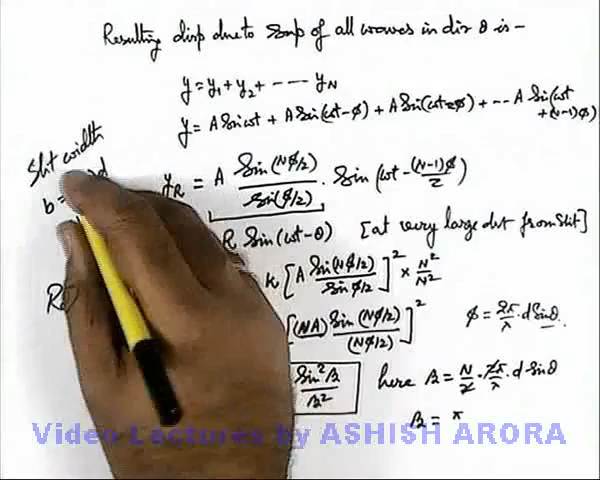 Resulting disp due to Smp of all waves in dir θ is –
y = y₁ + y₂ + ---- yN
y = A Sin ωt + A Sin(ωt-ϕ) + A Sin(ωt-2ϕ) + -- A Sin(ωt + (N-1)ϕ)
Slit width
b =
yR = A Sin(Nϕ/2) / Sin(ϕ/2) . Sin (ωt - (N-1)ϕ/2)
R Sin(ωt - θ) [at very large dist from Slit]
k [A Sin(Nϕ/2) / Sin ϕ/2]² × N²/N²
[(NA) Sin(Nϕ/2) / (Nϕ/2)]² ϕ = 2π/λ . d Sinθ.
Sin²β / β² here β = N/2 . 2π/λ . d sinθ
β = π
Video Lectures by ASHISH ARORA